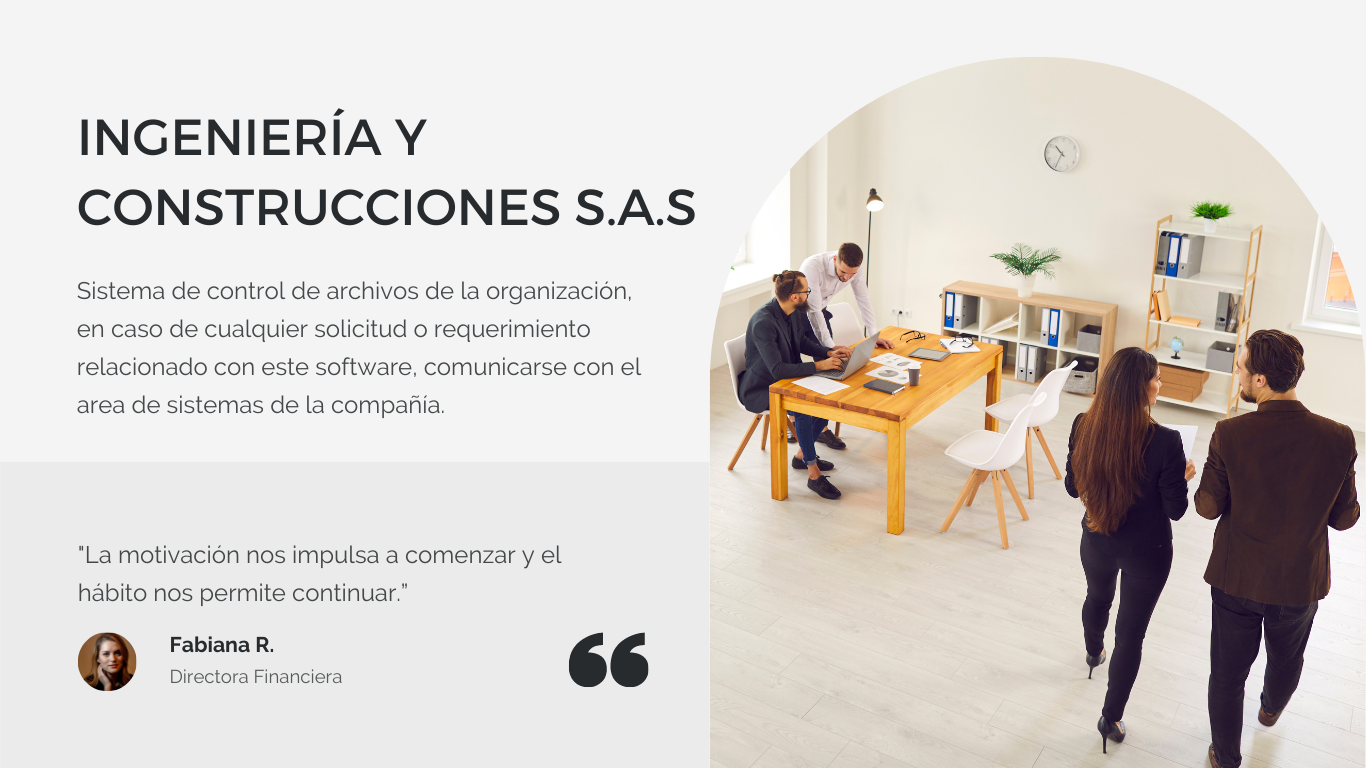 INGENIERÍA Y
CONSTRUCCIONES S.A.S
Sistema de control de archivos de la organización,
en caso de cualquier solicitud o requerimiento
relacionado con este software, comunicarse con el
area de sistemas de la compañía.
"La motivación nos impulsa a comenzar y el
hábito nos permite continuar.”
Fabiana R.
Directora Financiera